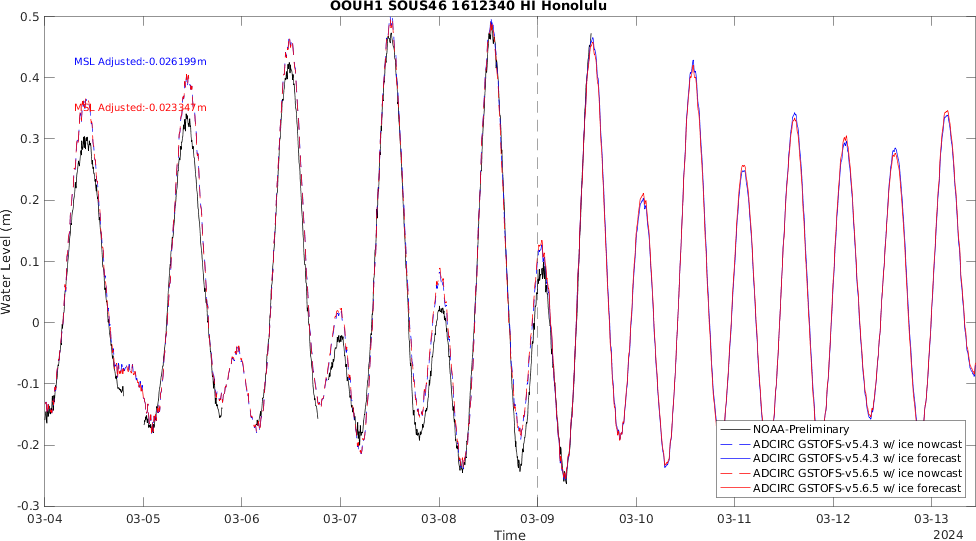 OOUH1 SOUS46 1612340 HI Honolulu
0.5
MSL Adjusted:-0.026199m
0.4
MSL Adjusted:-0.023347m
0.3
0.2
Water Level (m)
0.1
0
-0.1
-0.2
-0.3
NOAA-Preliminary
ADCIRC GSTOFS-v5.4.3 w/ ice nowcast
ADCIRC GSTOFS-v5.4.3 w/ ice forecast
ADCIRC GSTOFS-v5.6.5 w/ ice nowcast
ADCIRC GSTOFS-v5.6.5 w/ ice forecast
03-04 03-05 03-06 03-07 03-08 03-09 03-10 03-11 03-12 03-13
Time
2024